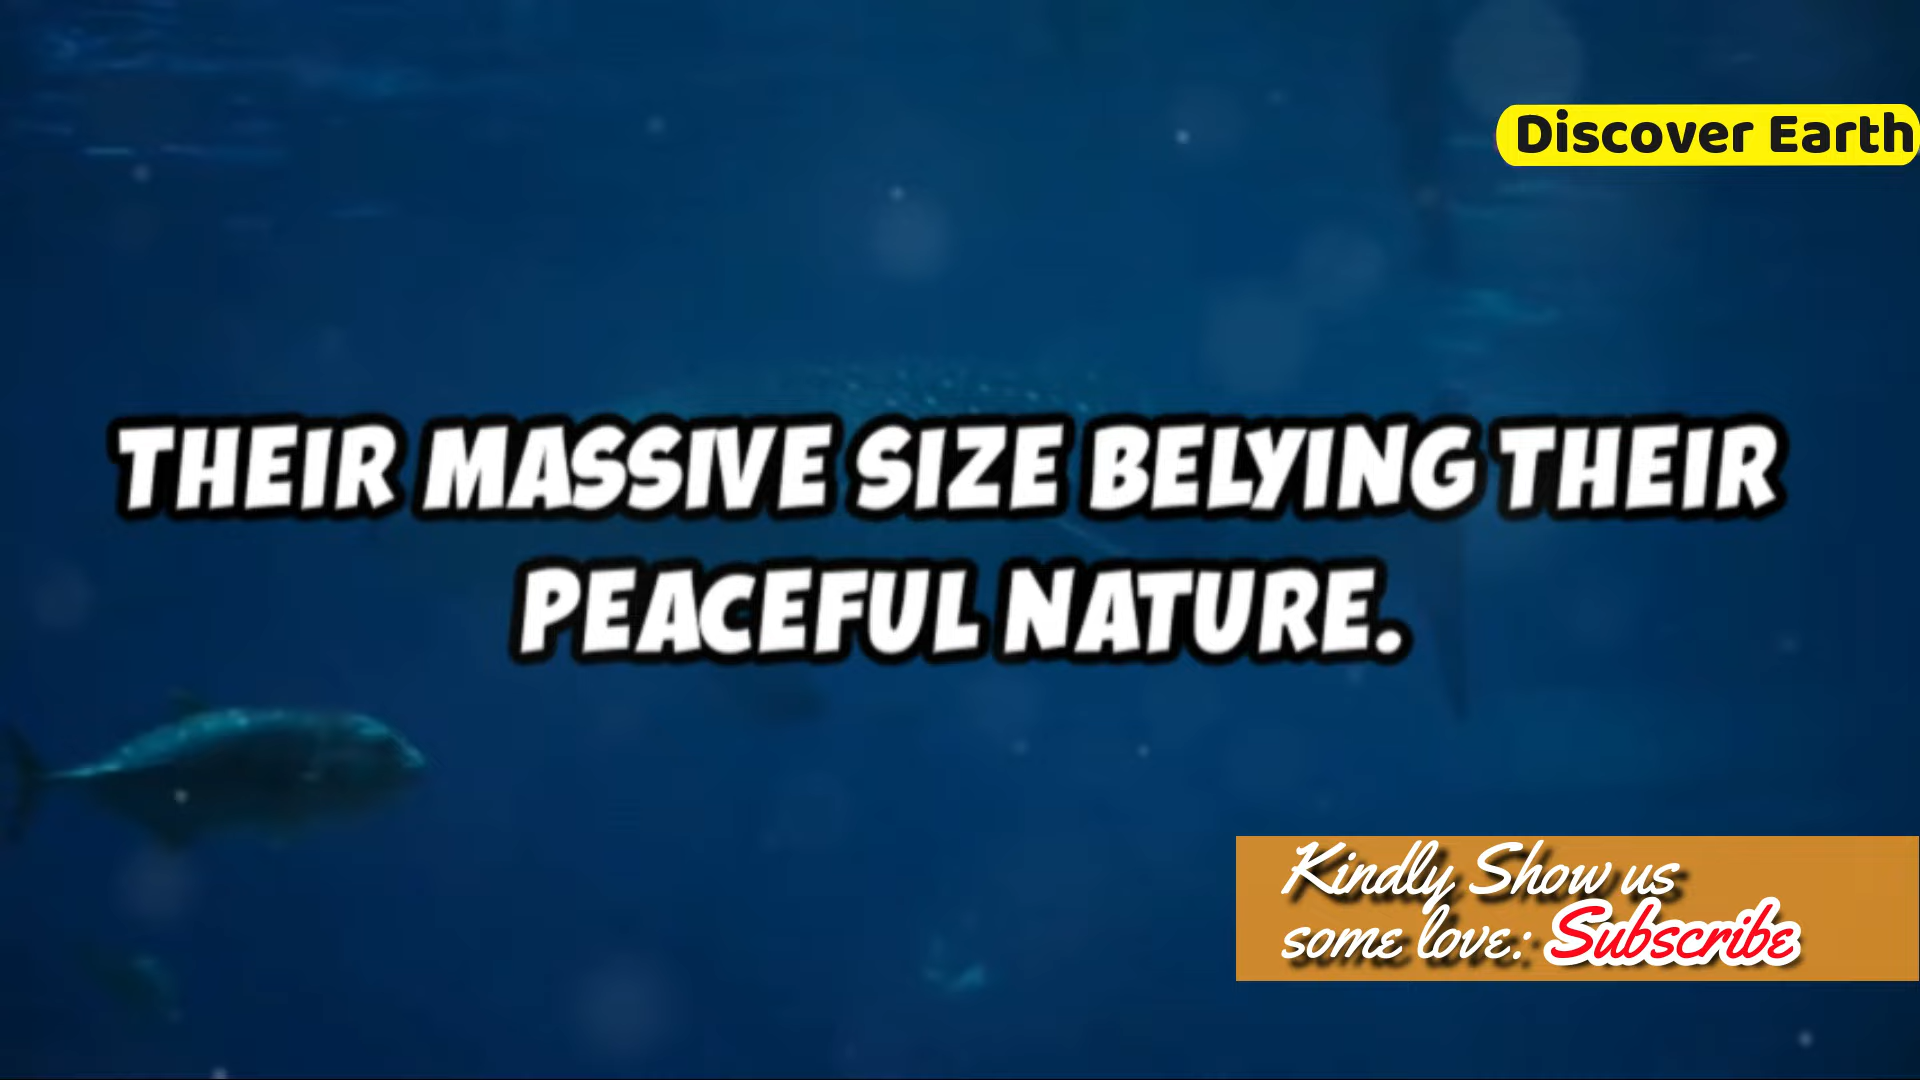 Discover Earth
THEIR MASSIVE SIZE BELYING THEIR
PEACEFUL NATURE.
Kindly Show us
some love: Subscribe